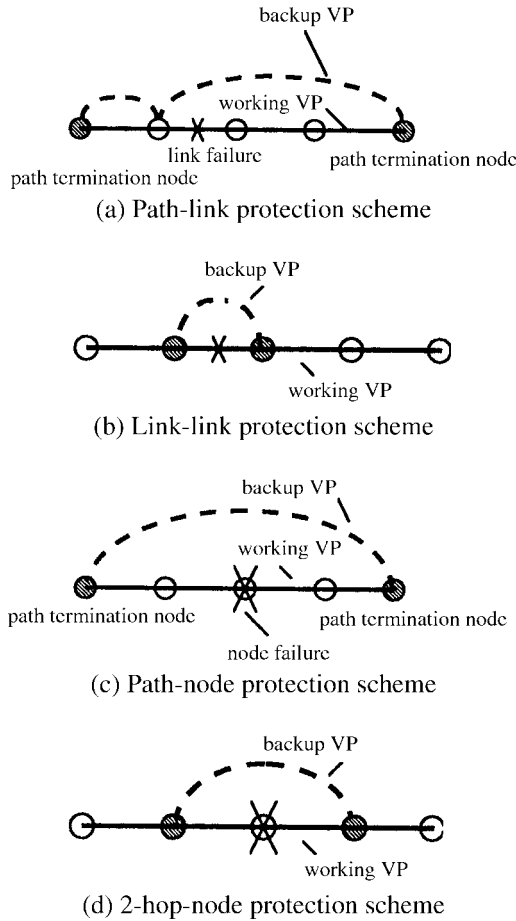 backup VP
working VP
link failure
path termination node
path termination node
(a) Path-link protection scheme
backup VP
working VP
(b) Link-link protection scheme
backup VP
working VP
path termination node
path termination node
node failure
(c) Path-node protection scheme
backup VP
working VP
(d) 2-hop-node protection scheme